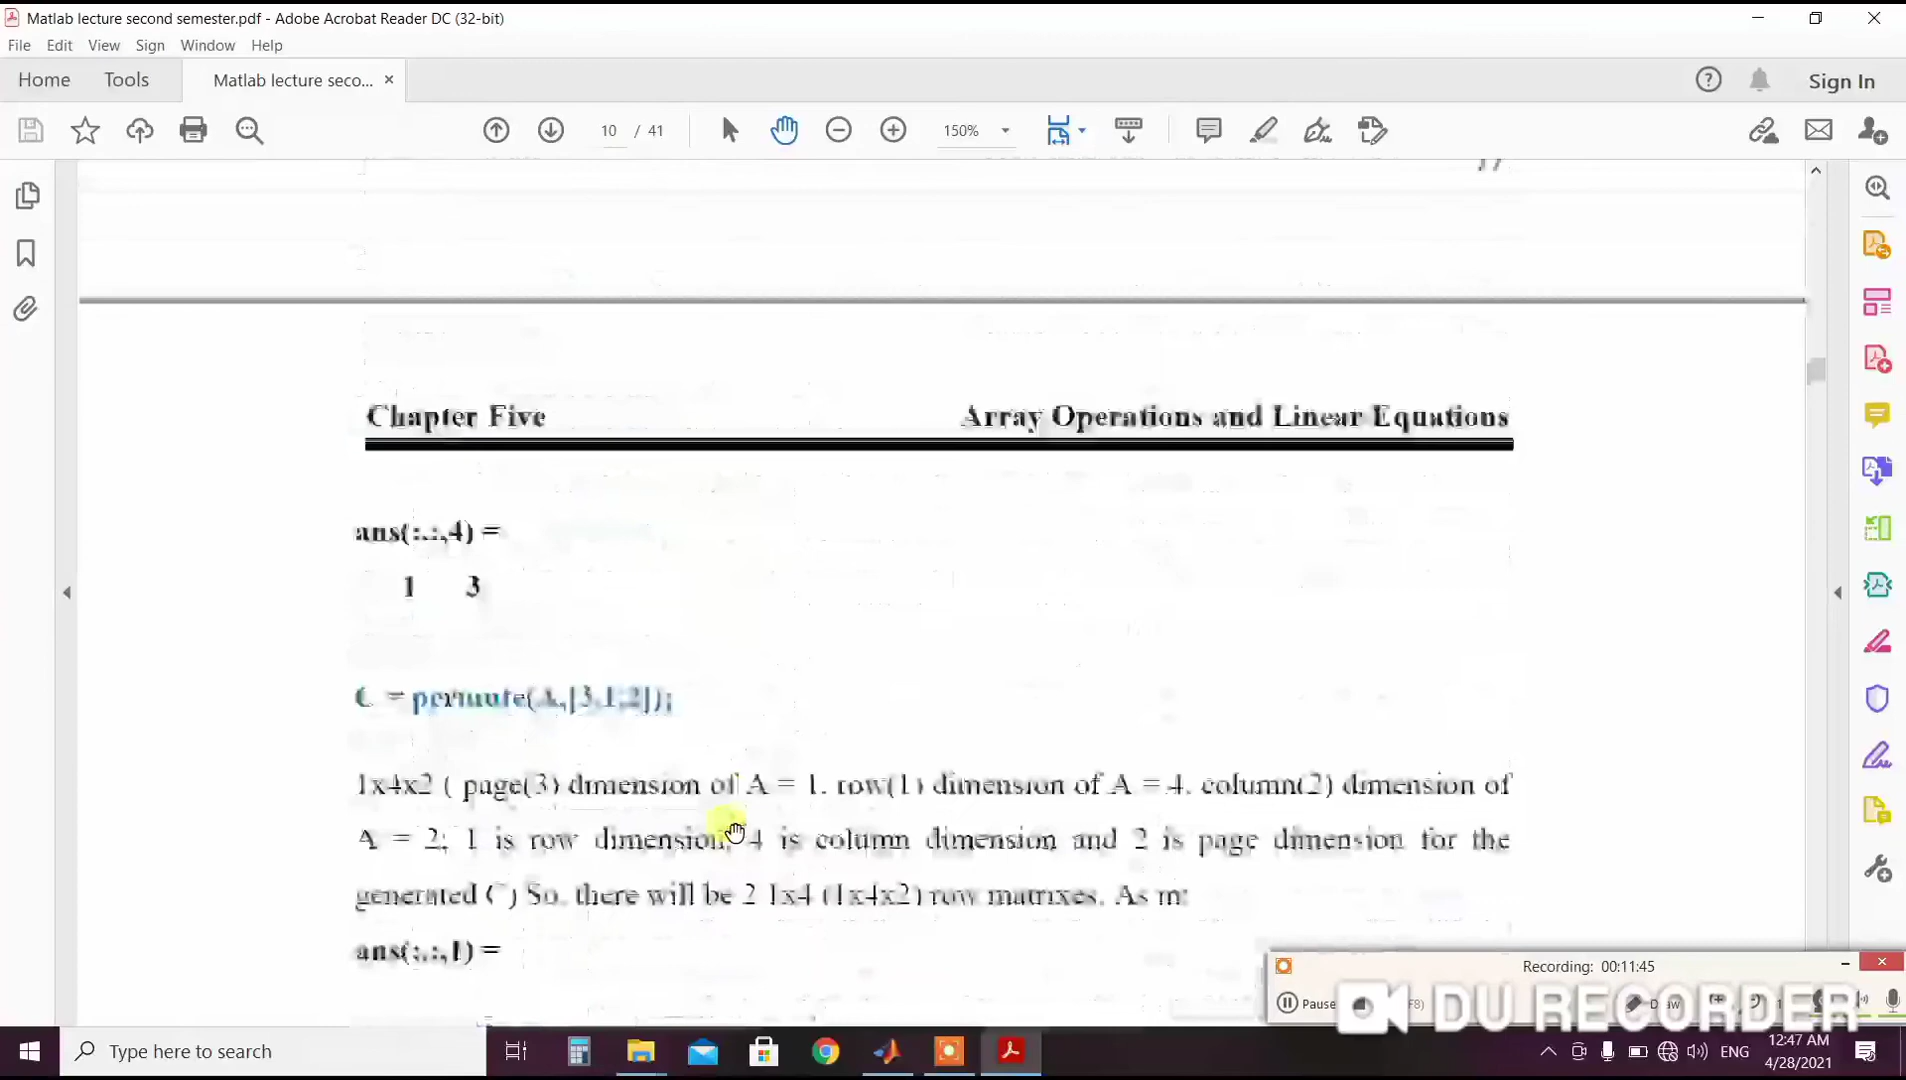 Matlab lecture second semester.pdf - Adobe Acrobat Reader DC (32-bit)
File Edit View Sign Window Help
Home Tools Matlab lecture seco... × Sign In
10 / 41 150%
17
Chapter Five Array Operations and Linear Equations
ans(:,:,4) =
1 3
C = permute(A,[3,1,2]);
1x4x2 ( page(3) dimension of A = 1, row(1) dimension of A = 4, column(2) dimension of
A = 2; 1 is row dimension, 4 is column dimension and 2 is page dimension for the
generated C) So, there will be 2 1x4 (1x4x2) row matrixes. As in:
ans(:,:,1) =
Recording: 00:11:45
Pause F8) Draw
DU RECORDER
Type here to search
ENG
12:47 AM
4/28/2021